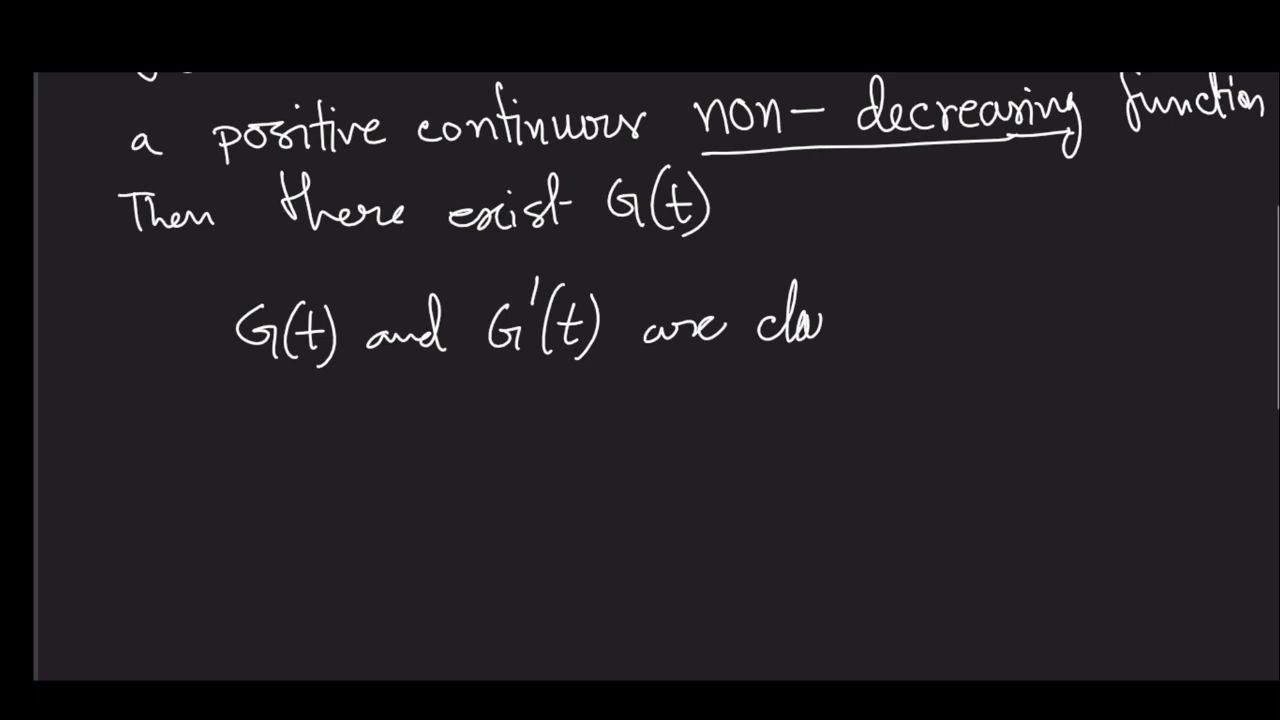 a positive continuous non- decreasing function
Then there exist G(t)
G(t) and G'(t) are cla